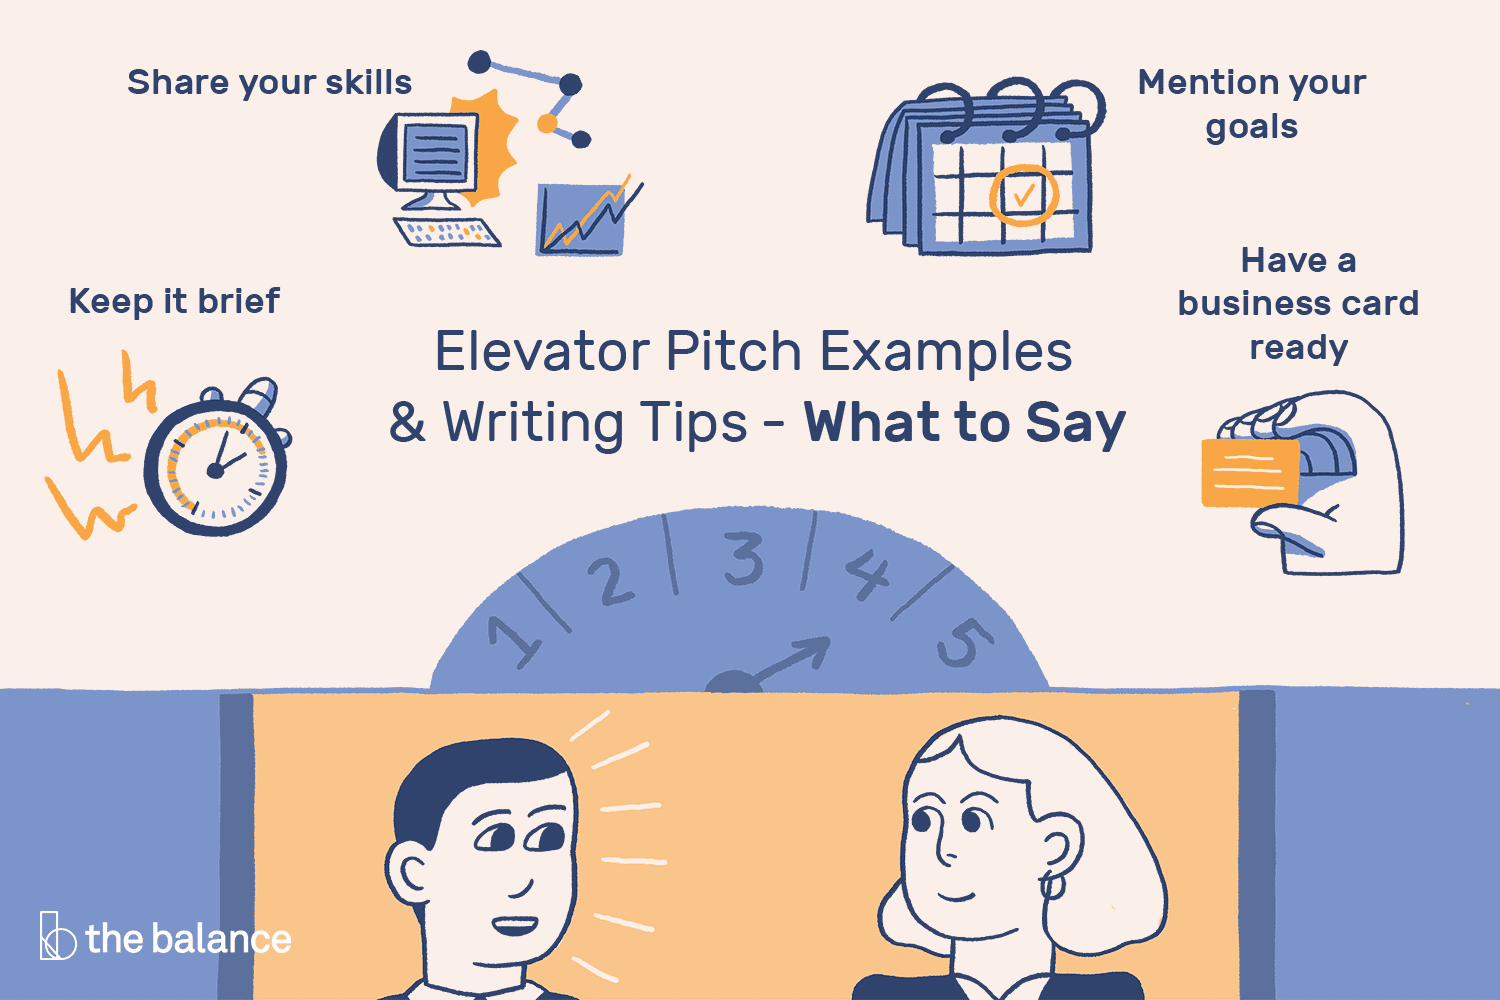 Share your skills
Mention your
goals
Keep it brief
Have a
business card
ready
Elevator Pitch Examples
& Writing Tips - What to Say
1 2 3 4 5
the balance